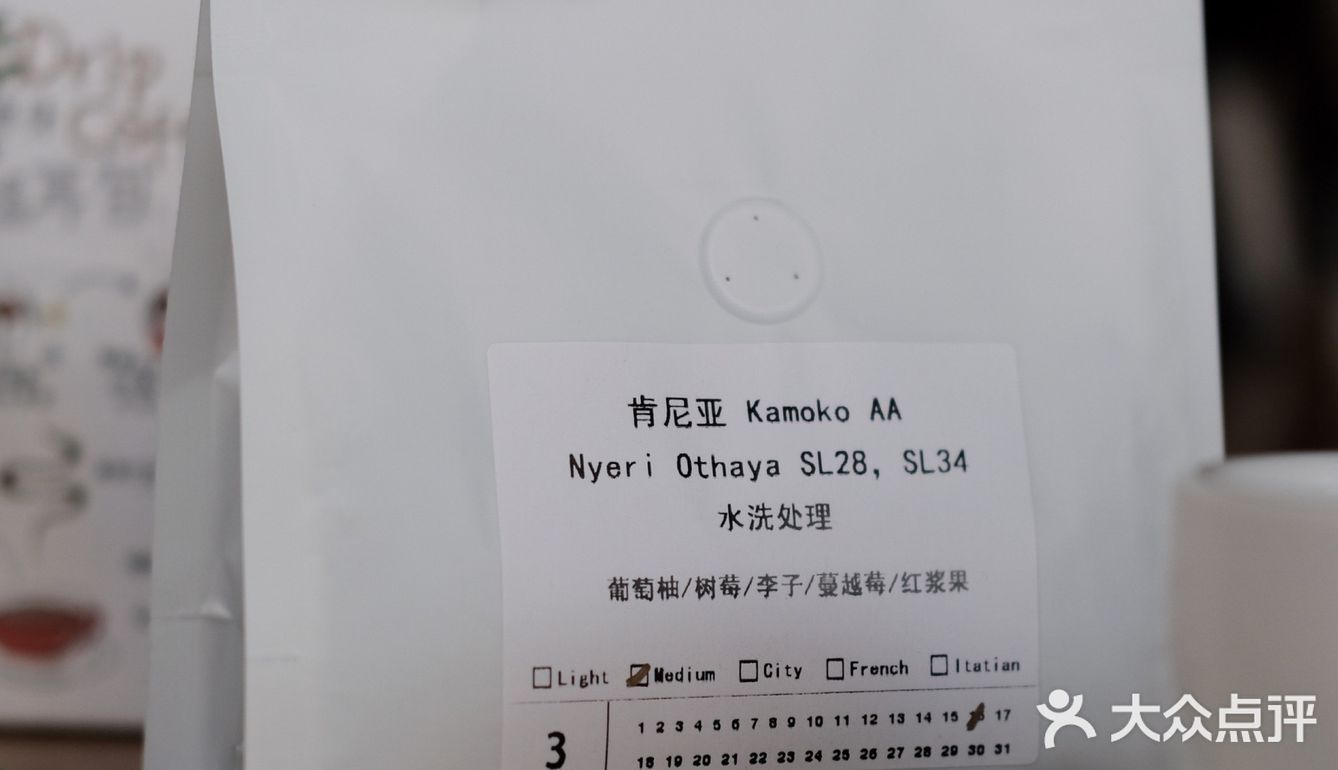 Drip
肯尼亚 Kamoko AA
Nyeri Othaya SL28, SL34
水洗处理
葡萄柚/树莓/李子/蔓越莓/红浆果
Light Medium City French Itatian
3
1 2 3 4 5 6 7 8 9 10 11 12 13 14 15 16 17
18 19 20 21 22 23 24 25 26 27 28 29 30 31
大众点评